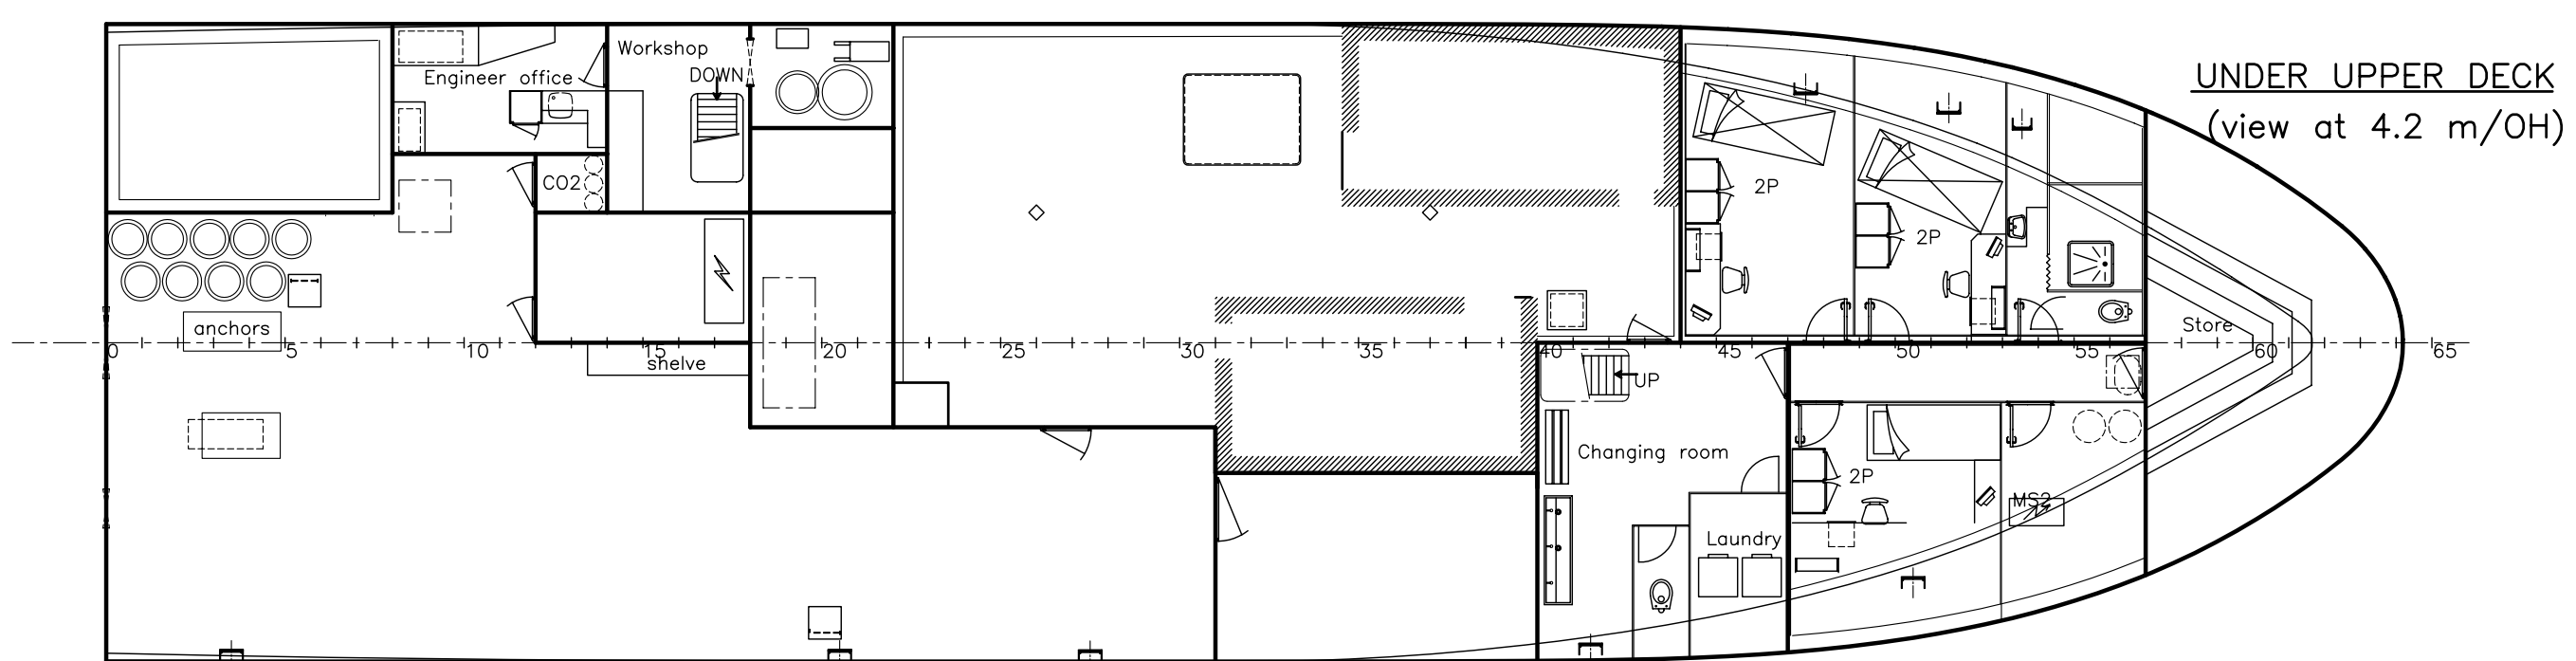 UNDER UPPER DECK
(view at 4.2 m/OH)
Workshop
DOWN
Engineer office
CO2
2P
2P
anchors
Store
0 5 10 15 20 25 30 35 40 45 50 55 60 65
shelve
UP
Changing room
2P
MS2
Laundry